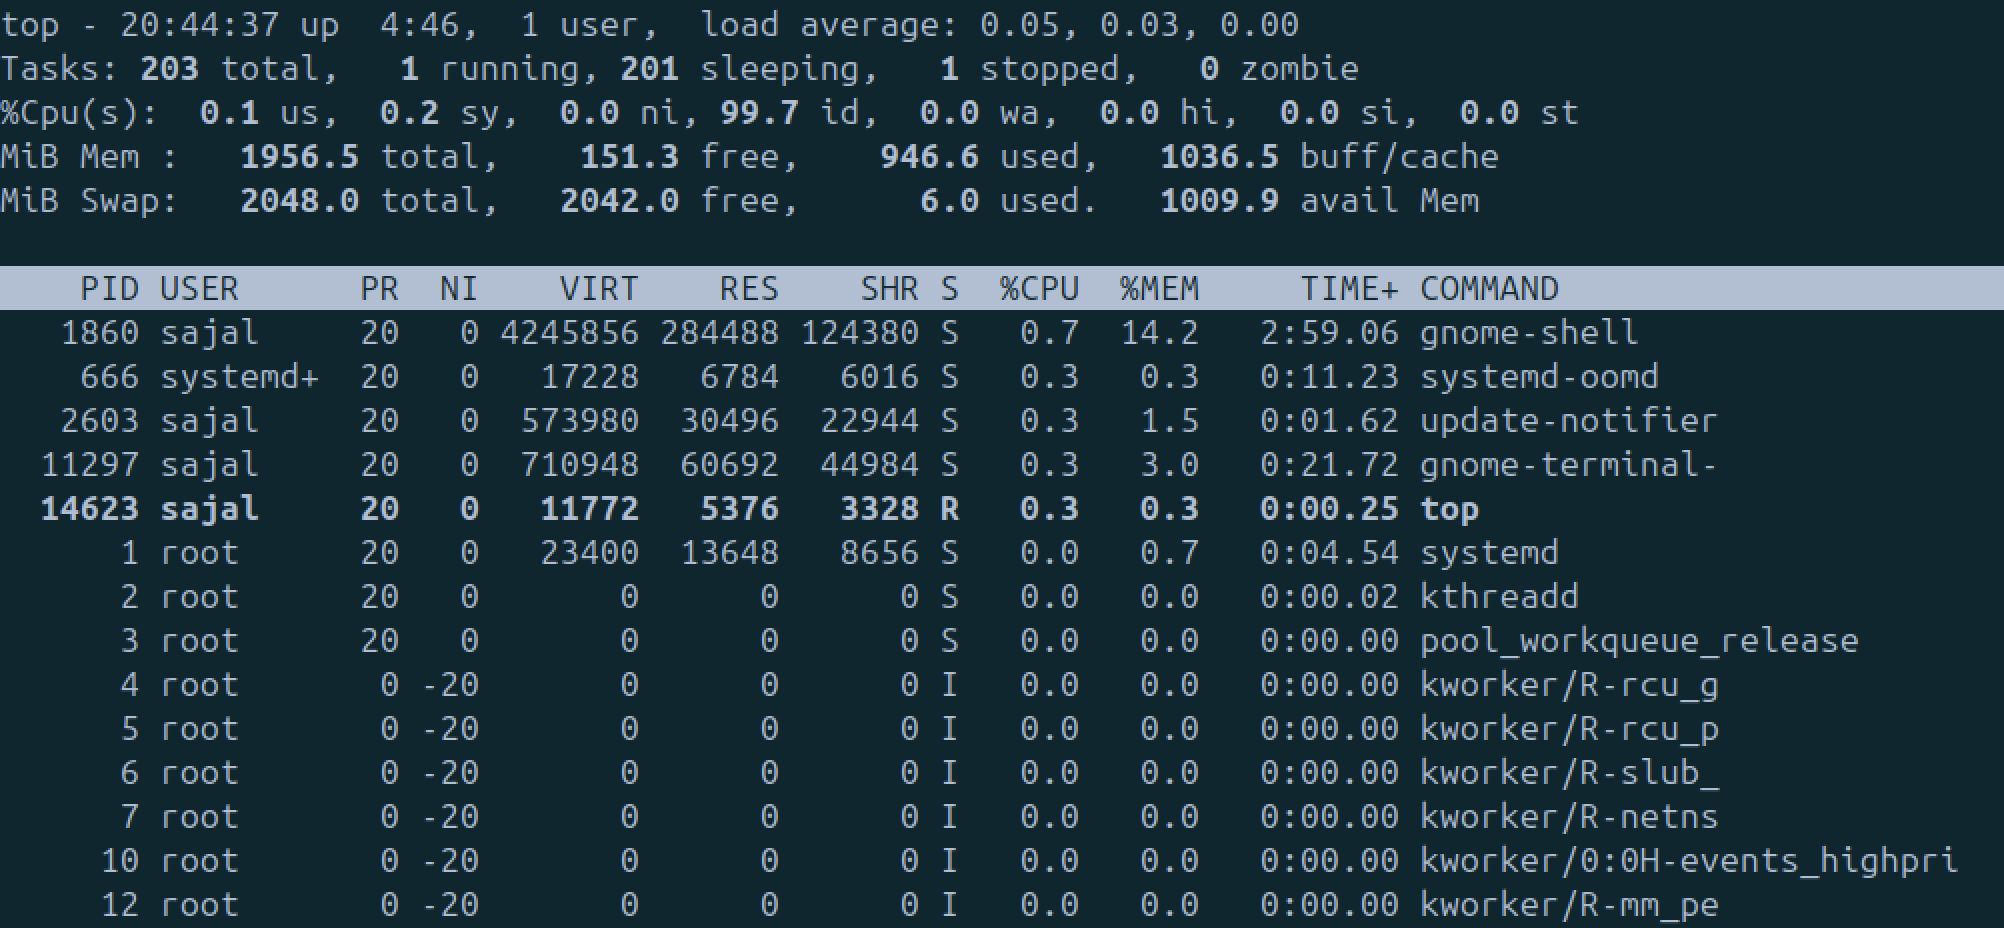 top - 20:44:37 up  4:46,  1 user,  load average: 0.05, 0.03, 0.00
Tasks: 203 total,   1 running, 201 sleeping,   1 stopped,   0 zombie
%Cpu(s):  0.1 us,  0.2 sy,  0.0 ni, 99.7 id,  0.0 wa,  0.0 hi,  0.0 si,  0.0 st
MiB Mem :   1956.5 total,    151.3 free,    946.6 used,   1036.5 buff/cache
MiB Swap:   2048.0 total,   2042.0 free,      6.0 used.   1009.9 avail Mem
    PID USER      PR  NI    VIRT    RES    SHR S  %CPU  %MEM     TIME+ COMMAND
   1860 sajal     20   0 4245856 284488 124380 S   0.7  14.2   2:59.06 gnome-shell
    666 systemd+  20   0   17228   6784   6016 S   0.3   0.3   0:11.23 systemd-oomd
   2603 sajal     20   0  573980  30496  22944 S   0.3   1.5   0:01.62 update-notifier
  11297 sajal     20   0  710948  60692  44984 S   0.3   3.0   0:21.72 gnome-terminal-
  14623 sajal     20   0   11772   5376   3328 R   0.3   0.3   0:00.25 top
      1 root      20   0   23400  13648   8656 S   0.0   0.7   0:04.54 systemd
      2 root      20   0       0      0      0 S   0.0   0.0   0:00.02 kthreadd
      3 root      20   0       0      0      0 S   0.0   0.0   0:00.00 pool_workqueue_release
      4 root       0 -20       0      0      0 I   0.0   0.0   0:00.00 kworker/R-rcu_g
      5 root       0 -20       0      0      0 I   0.0   0.0   0:00.00 kworker/R-rcu_p
      6 root       0 -20       0      0      0 I   0.0   0.0   0:00.00 kworker/R-slub_
      7 root       0 -20       0      0      0 I   0.0   0.0   0:00.00 kworker/R-netns
     10 root       0 -20       0      0      0 I   0.0   0.0   0:00.00 kworker/0:0H-events_highpri
     12 root       0 -20       0      0      0 I   0.0   0.0   0:00.00 kworker/R-mm_pe